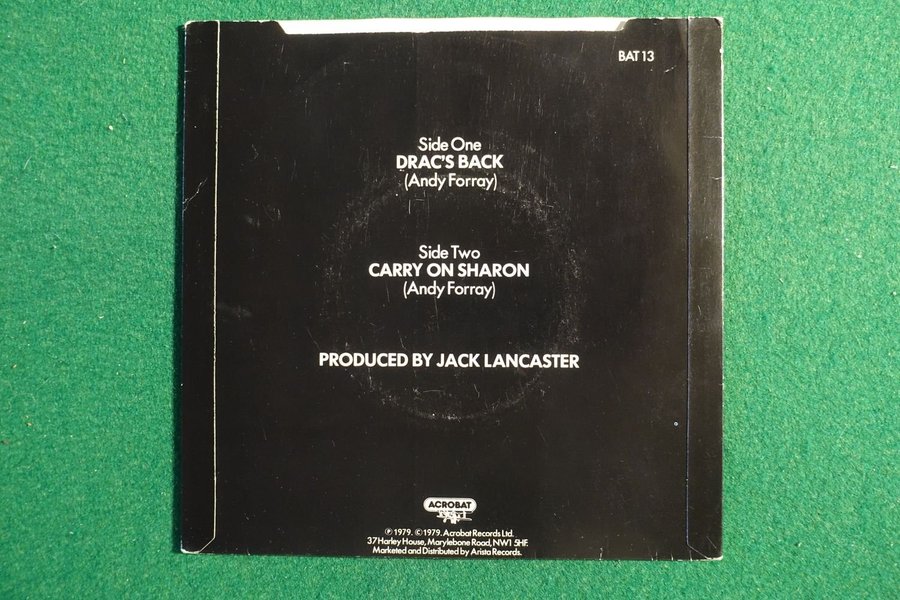 BAT 13
Side One
DRAC'S BACK
(Andy Forray)
Side Two
CARRY ON SHARON
(Andy Forray)
PRODUCED BY JACK LANCASTER
ACROBAT
℗ 1979. © 1979. Acrobat Records Ltd.
37 Harley House, Marylebone Road, NW1 5HF.
Marketed and Distributed by Arista Records.